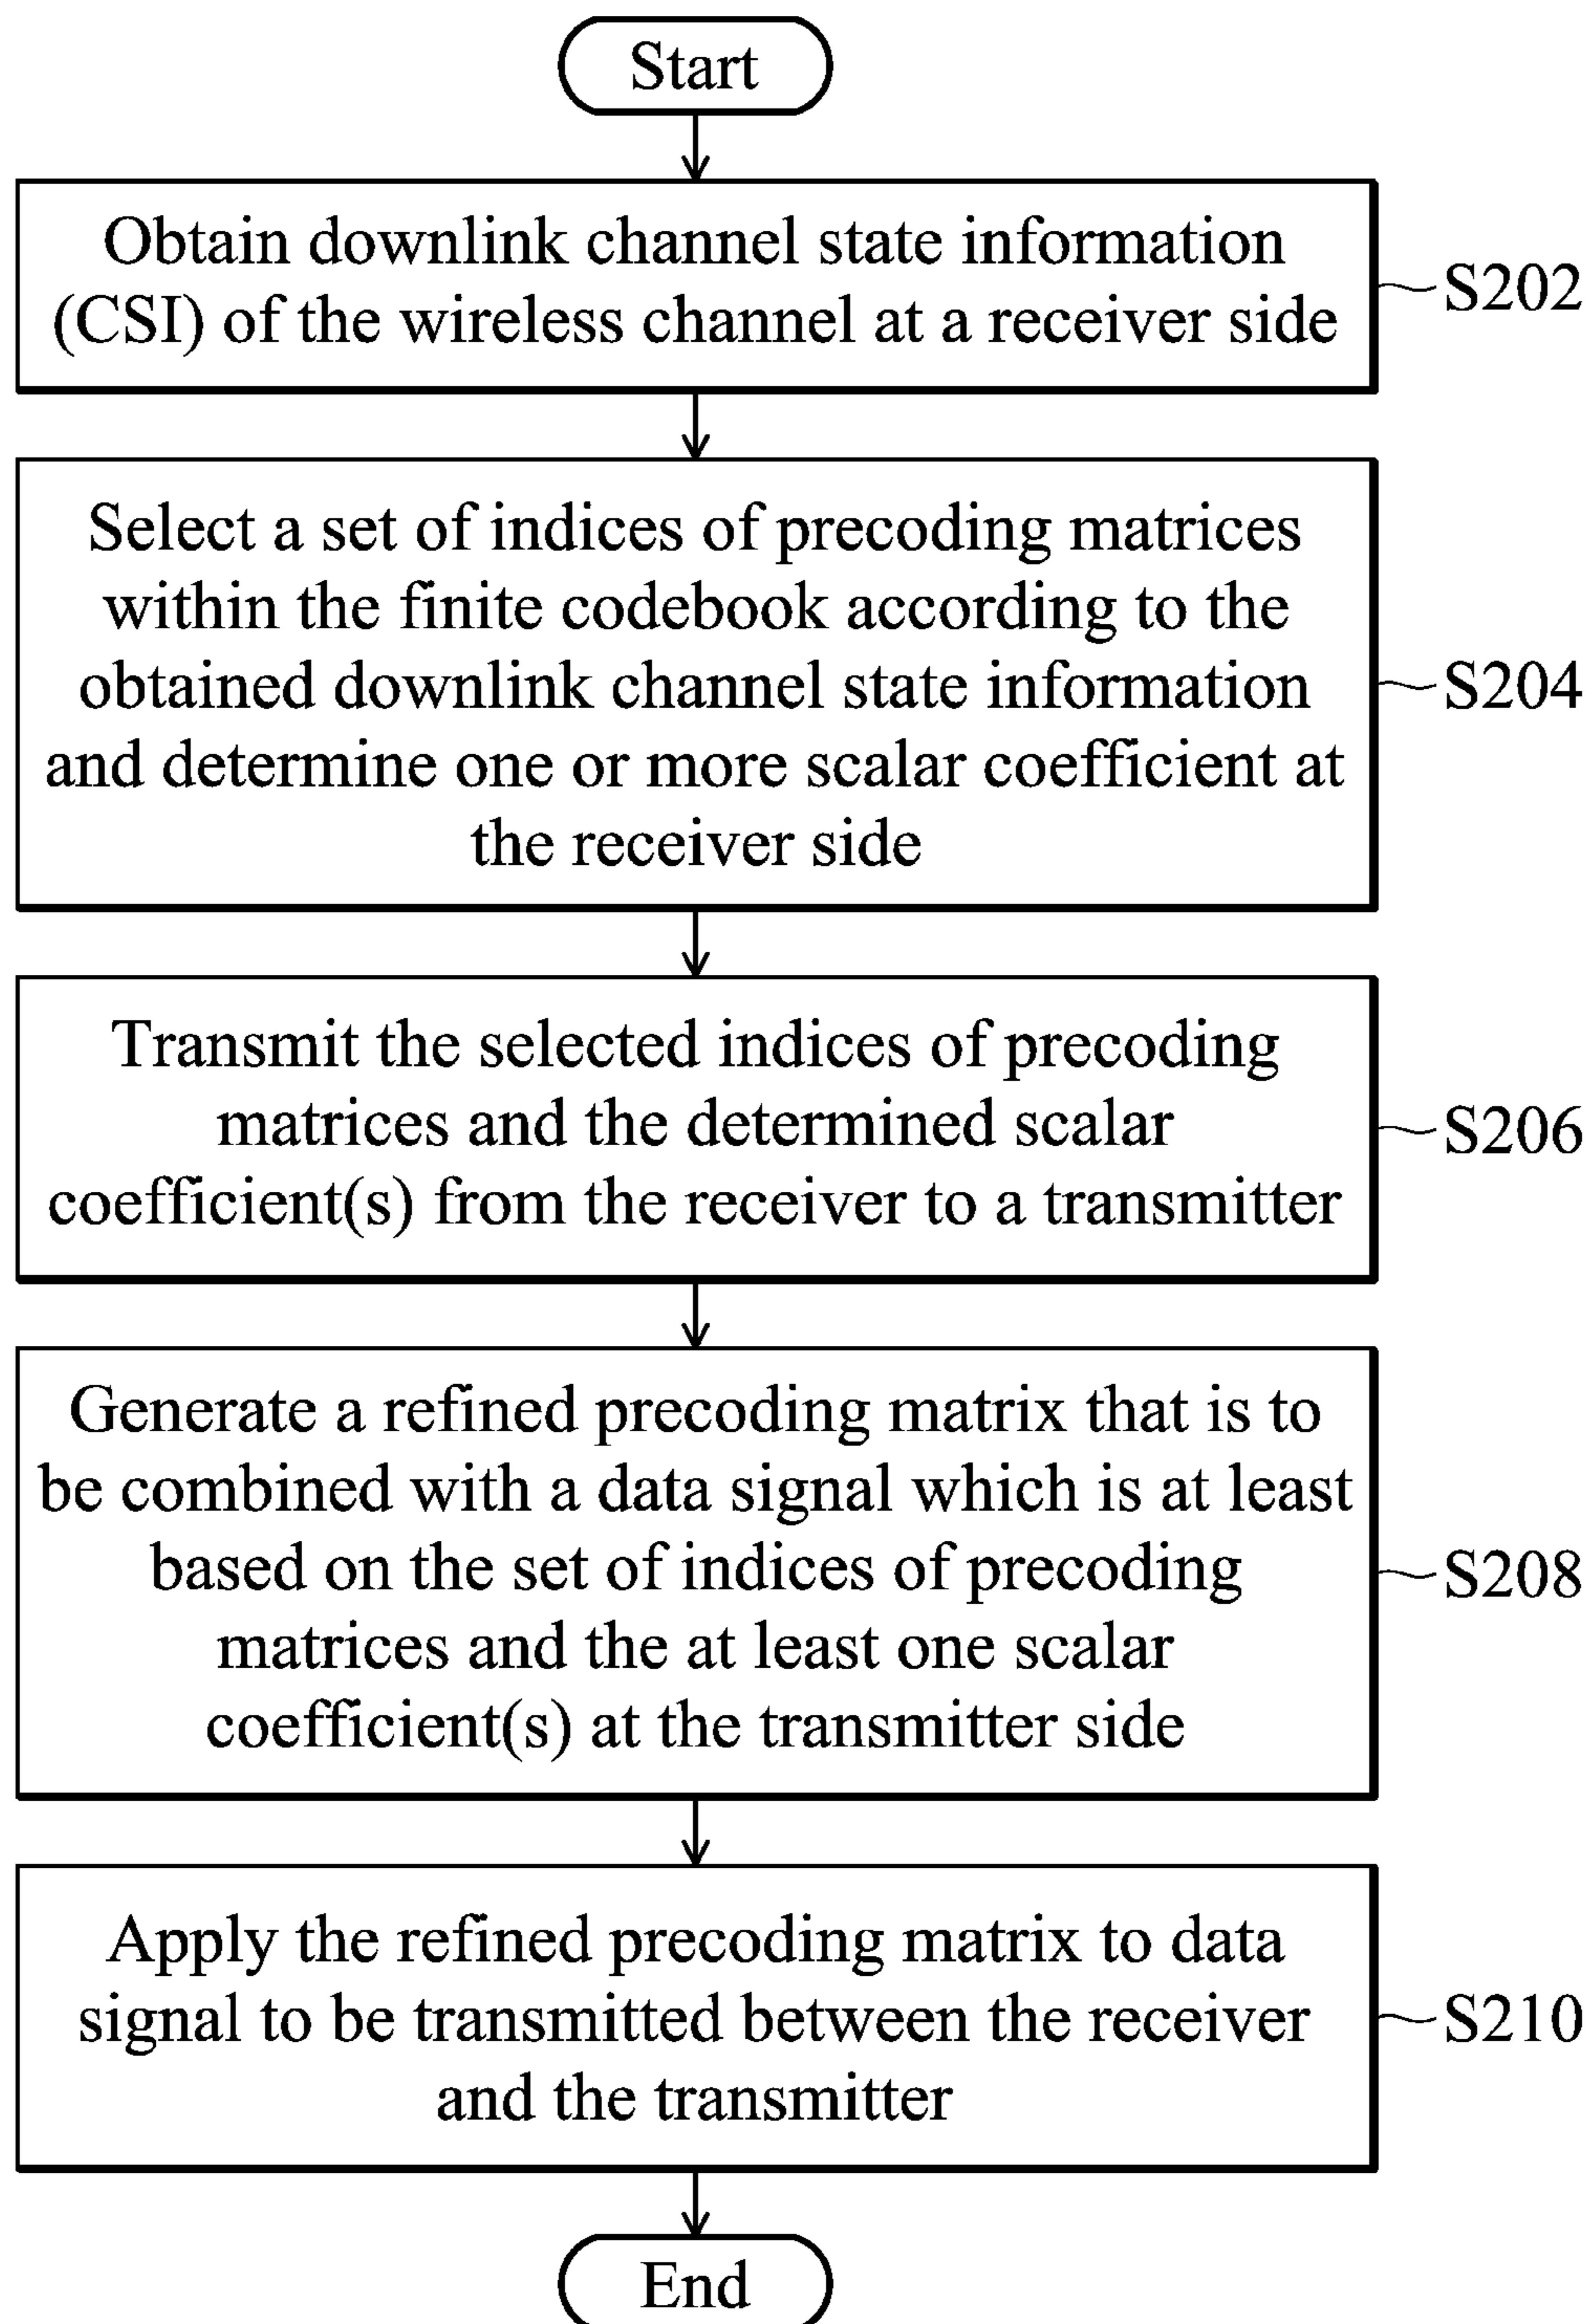 Start
Obtain downlink channel state information
(CSI) of the wireless channel at a receiver side
S202
Select a set of indices of precoding matrices
within the finite codebook according to the
obtained downlink channel state information
and determine one or more scalar coefficient at
the receiver side
S204
Transmit the selected indices of precoding
matrices and the determined scalar
coefficient(s) from the receiver to a transmitter
S206
Generate a refined precoding matrix that is to
be combined with a data signal which is at least
based on the set of indices of precoding
matrices and the at least one scalar
coefficient(s) at the transmitter side
S208
Apply the refined precoding matrix to data
signal to be transmitted between the receiver
and the transmitter
S210
End